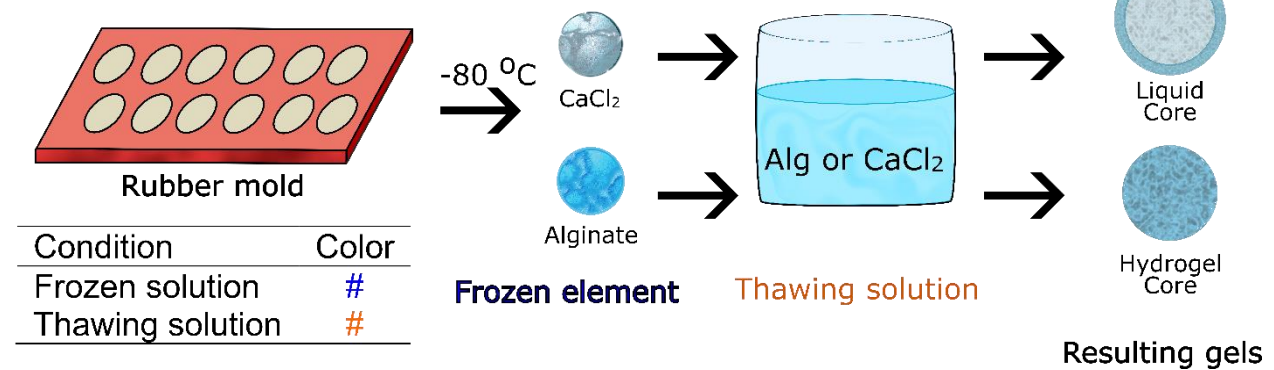 -80 °C
CaCl₂
Alginate
Alg or CaCl₂
Liquid
Core
Hydrogel
Core
Rubber mold
Condition Color
Frozen solution #
Thawing solution #
Frozen element
Thawing solution
Resulting gels